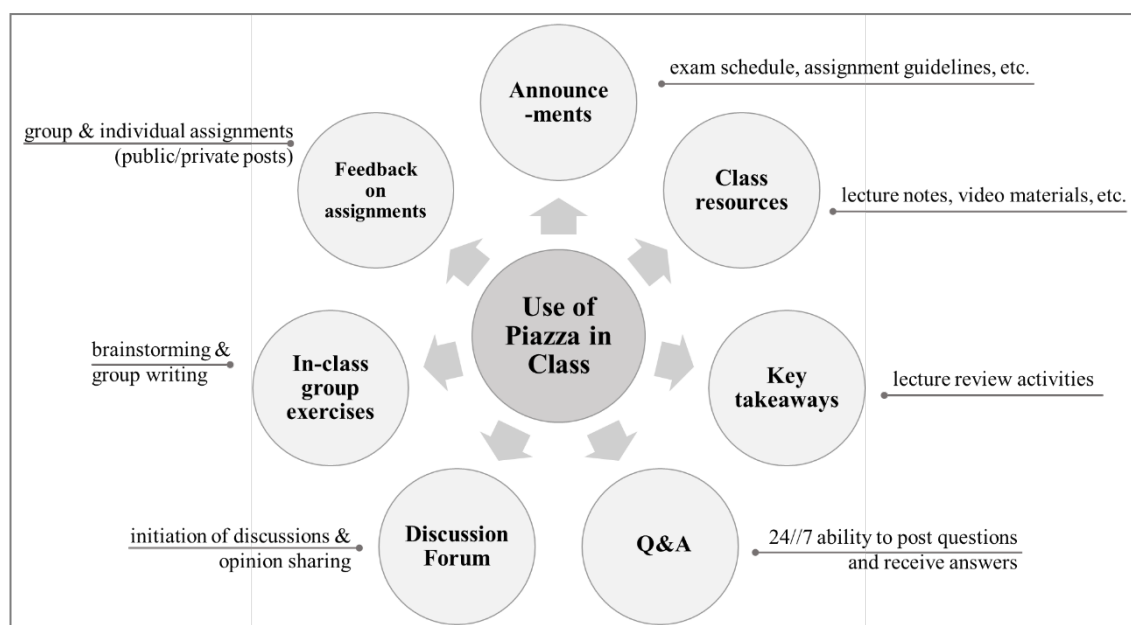 Announce
-ments
exam schedule, assignment guidelines, etc.
Class
resources
lecture notes, video materials, etc.
Key
takeaways
lecture review activities
Q&A
24//7 ability to post questions
and receive answers
Discussion
Forum
initiation of discussions &
opinion sharing
In-class
group
exercises
brainstorming &
group writing
Feedback
on
assignments
group & individual assignments
(public/private posts)
Use of
Piazza in
Class